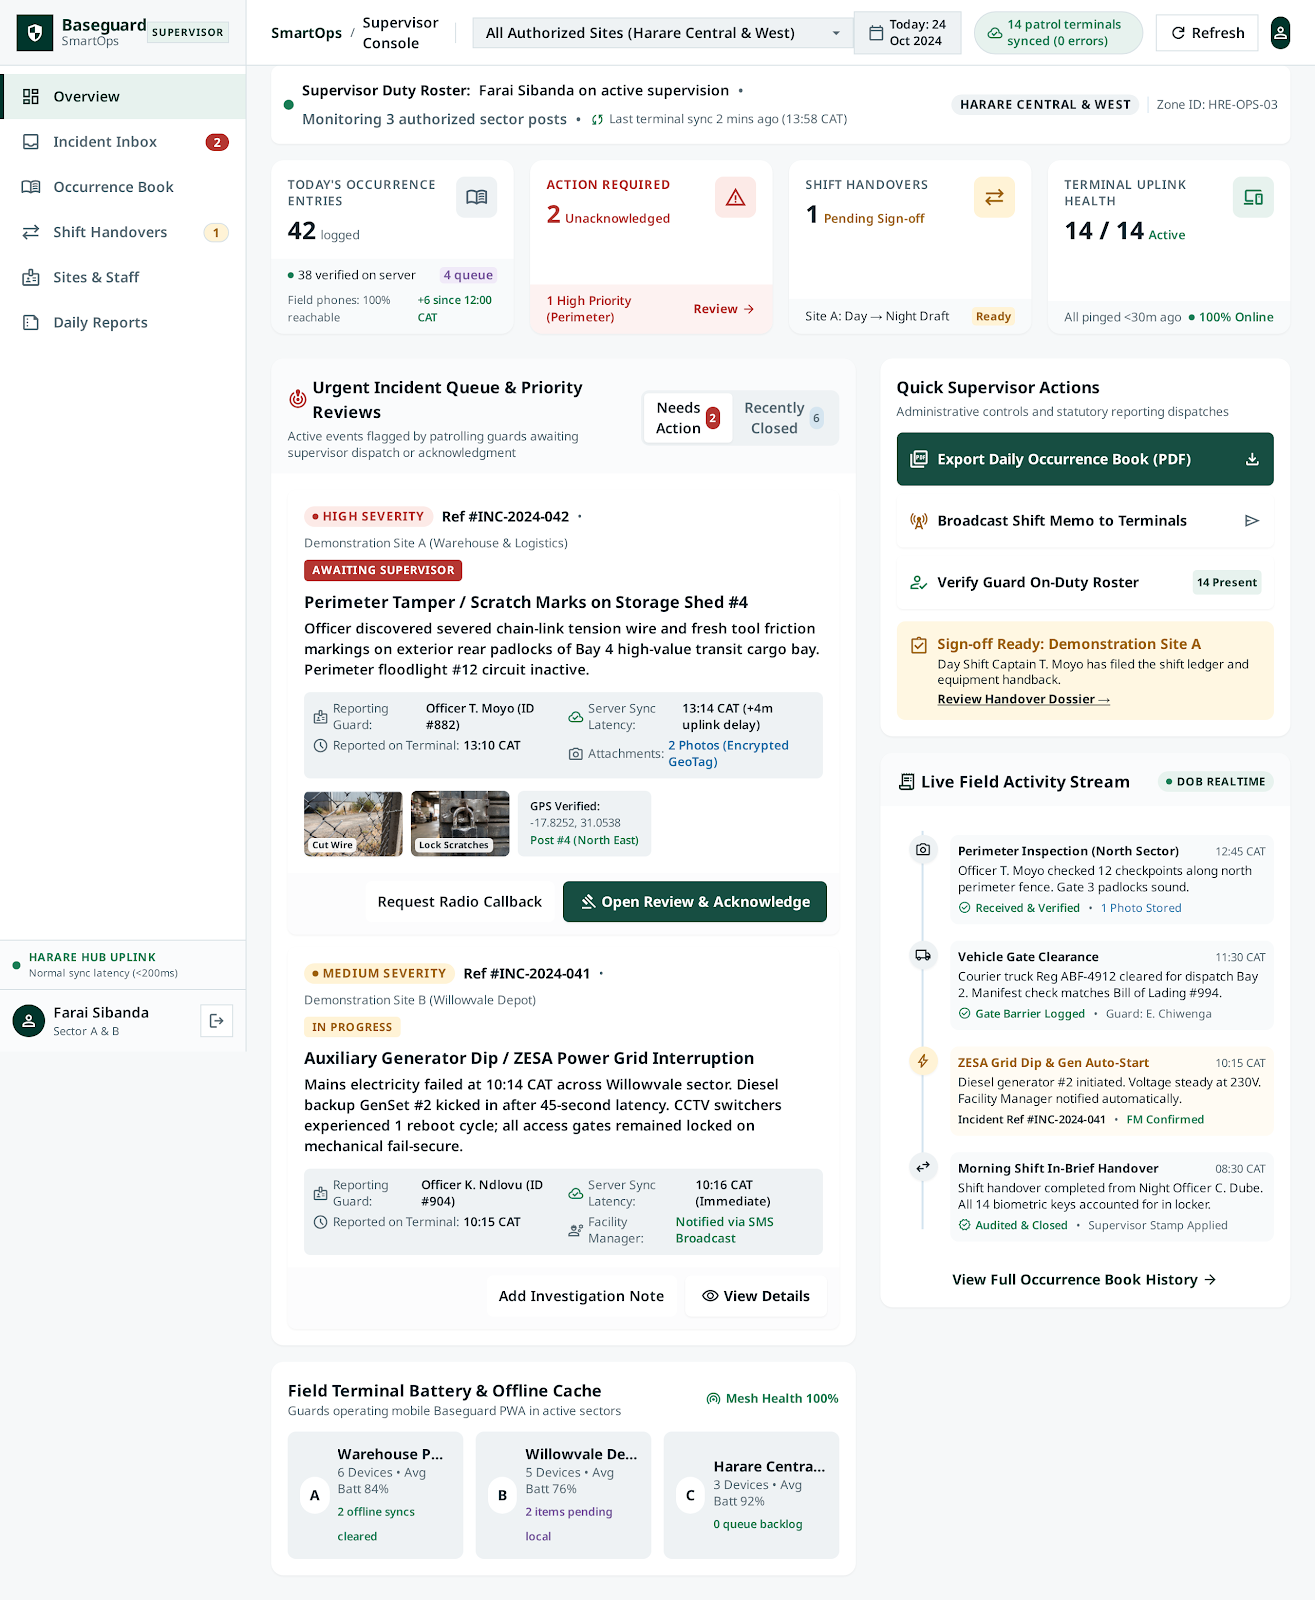 Baseguard
SmartOps
SUPERVISOR
Overview
Incident Inbox 2
Occurrence Book
Shift Handovers 1
Sites & Staff
Daily Reports
HARARE HUB UPLINK
Normal sync latency (<200ms)
Farai Sibanda
Sector A & B
SmartOps / Supervisor Console
All Authorized Sites (Harare Central & West)
Today: 24
Oct 2024
14 patrol terminals
synced (0 errors)
Refresh
Supervisor Duty Roster: Farai Sibanda on active supervision •
Monitoring 3 authorized sector posts • Last terminal sync 2 mins ago (13:58 CAT)
HARARE CENTRAL & WEST
Zone ID: HRE-OPS-03
TODAY'S OCCURRENCE
ENTRIES
42 logged
38 verified on server
4 queue
Field phones: 100%
reachable
+6 since 12:00
CAT
ACTION REQUIRED
2 Unacknowledged
1 High Priority
(Perimeter)
Review →
SHIFT HANDOVERS
1 Pending Sign-off
Site A: Day → Night Draft
Ready
TERMINAL UPLINK
HEALTH
14 / 14 Active
All pinged <30m ago
100% Online
Urgent Incident Queue & Priority
Reviews
Active events flagged by patrolling guards awaiting
supervisor dispatch or acknowledgment
Needs
Action 2
Recently
Closed 6
HIGH SEVERITY Ref #INC-2024-042 •
Demonstration Site A (Warehouse & Logistics)
AWAITING SUPERVISOR
Perimeter Tamper / Scratch Marks on Storage Shed #4
Officer discovered severed chain-link tension wire and fresh tool friction
markings on exterior rear padlocks of Bay 4 high-value transit cargo bay.
Perimeter floodlight #12 circuit inactive.
Reporting
Guard:
Officer T. Moyo (ID
#882)
Server Sync
Latency:
13:14 CAT (+4m
uplink delay)
Reported on Terminal: 13:10 CAT
Attachments: 2 Photos (Encrypted
GeoTag)
Cut Wire
Lock Scratches
GPS Verified:
-17.8252, 31.0538
Post #4 (North East)
Request Radio Callback
Open Review & Acknowledge
MEDIUM SEVERITY Ref #INC-2024-041 •
Demonstration Site B (Willowvale Depot)
IN PROGRESS
Auxiliary Generator Dip / ZESA Power Grid Interruption
Mains electricity failed at 10:14 CAT across Willowvale sector. Diesel
backup GenSet #2 kicked in after 45-second latency. CCTV switchers
experienced 1 reboot cycle; all access gates remained locked on
mechanical fail-secure.
Reporting
Guard:
Officer K. Ndlovu (ID
#904)
Server Sync
Latency:
10:16 CAT
(Immediate)
Reported on Terminal: 10:15 CAT
Facility
Manager:
Notified via SMS
Broadcast
Add Investigation Note
View Details
Field Terminal Battery & Offline Cache
Guards operating mobile Baseguard PWA in active sectors
Mesh Health 100%
A
Warehouse P...
6 Devices • Avg
Batt 84%
2 offline syncs
cleared
B
Willowvale De...
5 Devices • Avg
Batt 76%
2 items pending
local
C
Harare Centra...
3 Devices • Avg
Batt 92%
0 queue backlog
Quick Supervisor Actions
Administrative controls and statutory reporting dispatches
PDF
Export Daily Occurrence Book (PDF)
Broadcast Shift Memo to Terminals
Verify Guard On-Duty Roster
14 Present
Sign-off Ready: Demonstration Site A
Day Shift Captain T. Moyo has filed the shift ledger and
equipment handback.
Review Handover Dossier →
Live Field Activity Stream
DOB REALTIME
Perimeter Inspection (North Sector) 12:45 CAT
Officer T. Moyo checked 12 checkpoints along north
perimeter fence. Gate 3 padlocks sound.
Received & Verified • 1 Photo Stored
Vehicle Gate Clearance 11:30 CAT
Courier truck Reg ABF-4912 cleared for dispatch Bay
2. Manifest check matches Bill of Lading #994.
Gate Barrier Logged • Guard: E. Chiwenga
ZESA Grid Dip & Gen Auto-Start 10:15 CAT
Diesel generator #2 initiated. Voltage steady at 230V.
Facility Manager notified automatically.
Incident Ref #INC-2024-041 • FM Confirmed
Morning Shift In-Brief Handover 08:30 CAT
Shift handover completed from Night Officer C. Dube.
All 14 biometric keys accounted for in locker.
Audited & Closed • Supervisor Stamp Applied
View Full Occurrence Book History →